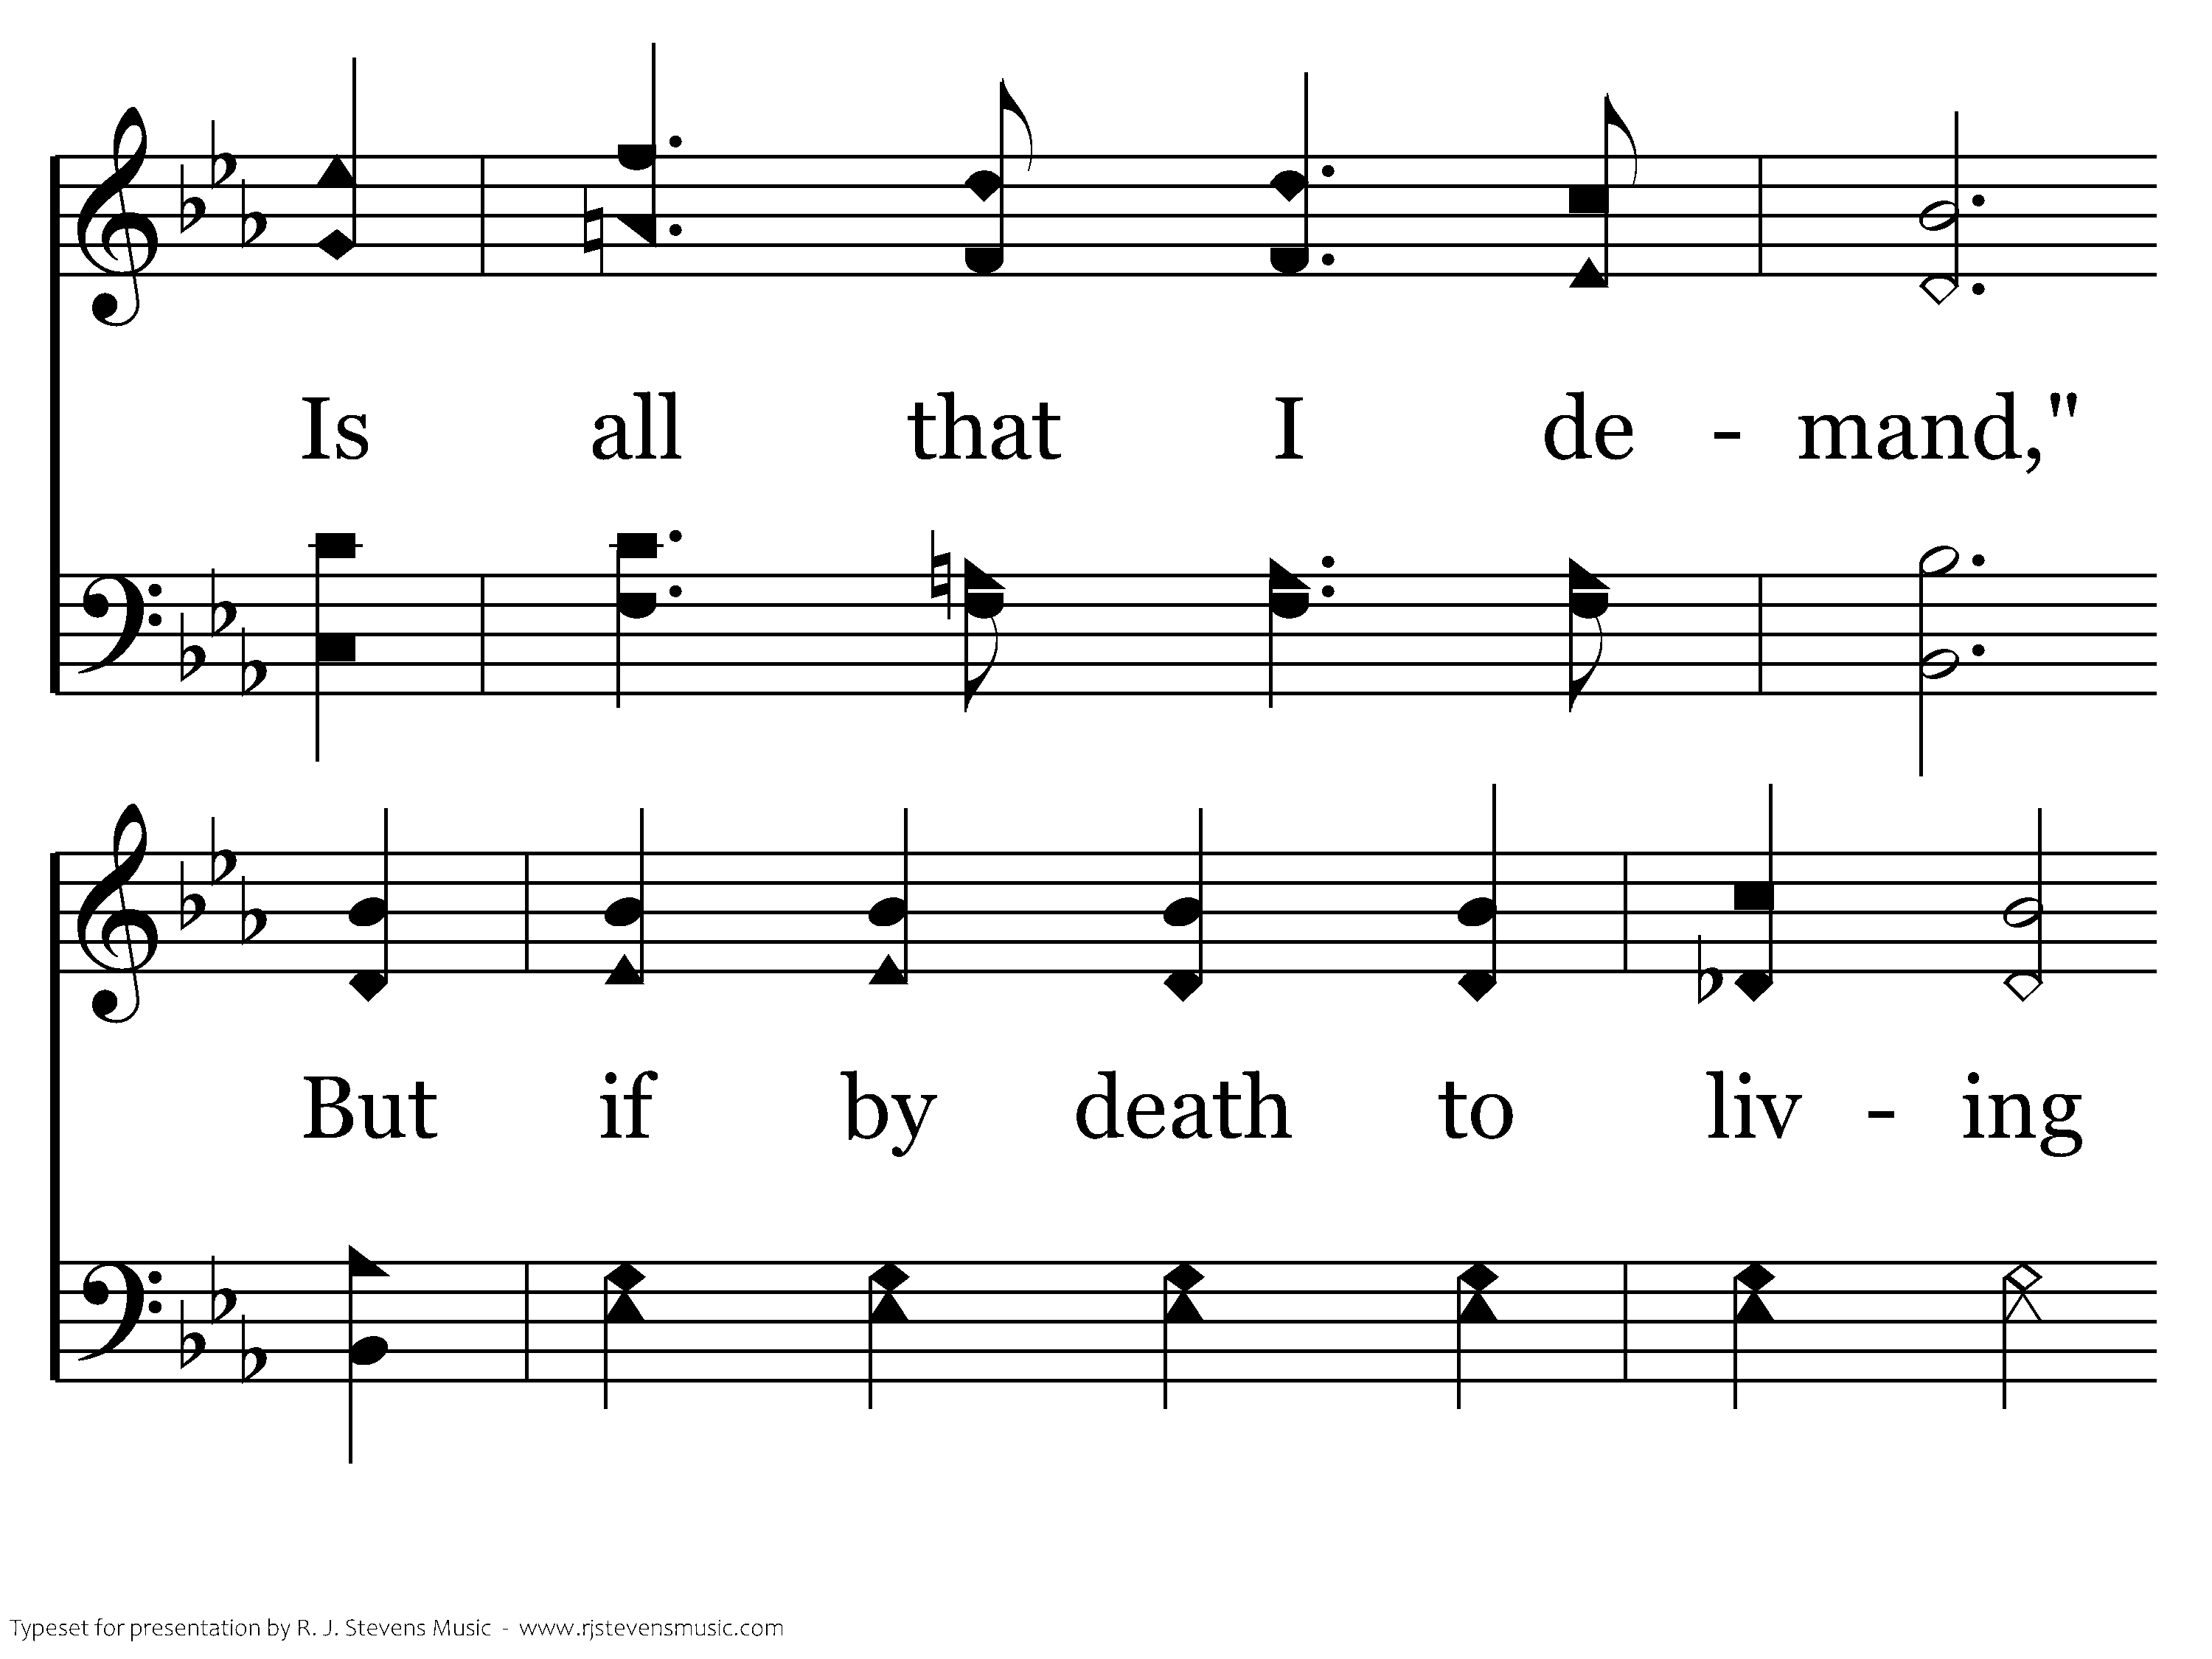 Is all that I de - mand,"
But if by death to liv - ing
Typeset for presentation by R. J. Stevens Music - www.rjstevensmusic.com